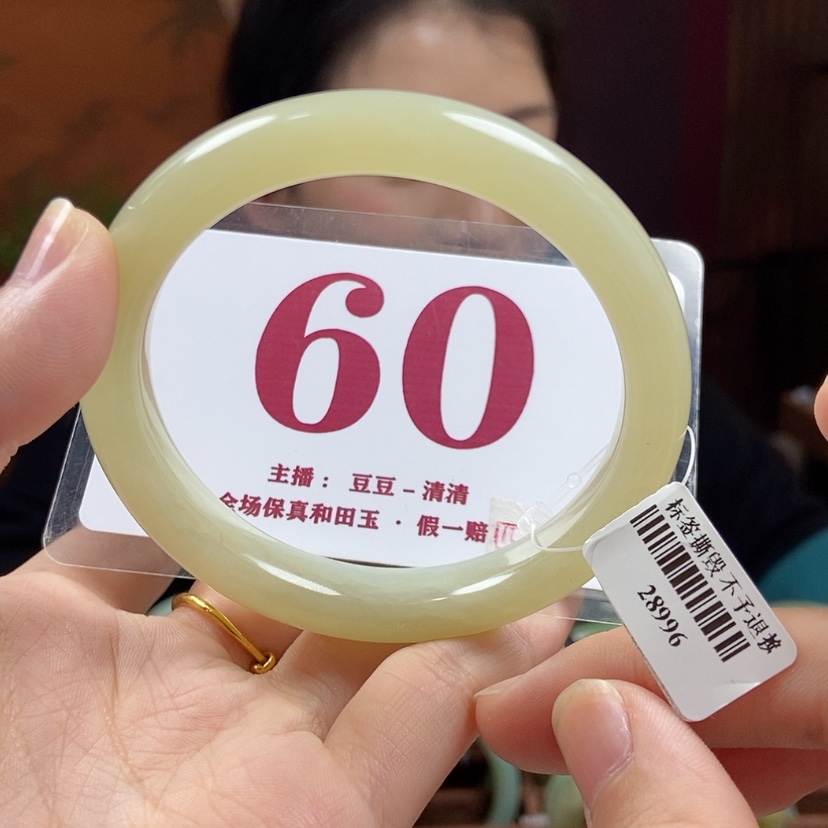 60
主播： 豆豆－清清
全场保真和田玉 · 假一赔
标签撕毁不予退换
28996